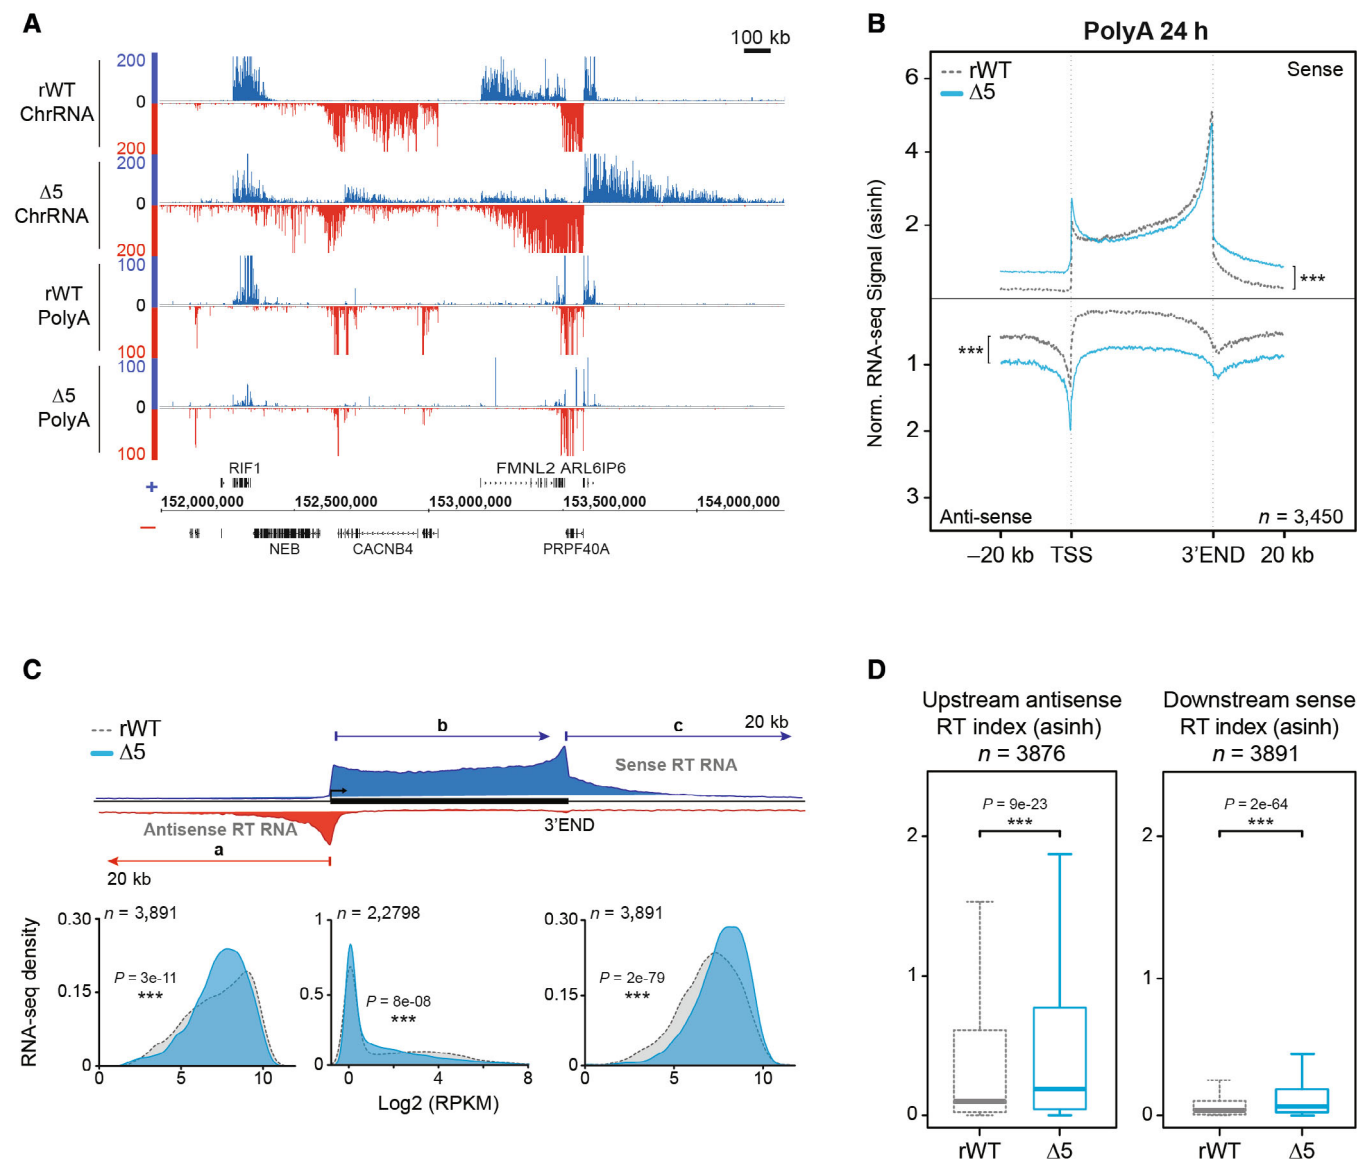 A
100 kb
200
rWT
ChrRNA
0
200
200
Δ5
ChrRNA
0
200
100
rWT
PolyA
0
100
100
Δ5
PolyA
0
100
RIF1
FMNL2 ARL6IP6
+
152,000,000 152,500,000 153,000,000 153,500,000 154,000,000
−
NEB CACNB4 PRPF40A
B
PolyA 24 h
rWT
Δ5
Sense
Norm. RNA-seq Signal (asinh)
6
4
2
***
***
1
2
3
Anti-sense
n = 3,450
−20 kb TSS 3'END 20 kb
C
rWT
Δ5
b
c
20 kb
Sense RT RNA
Antisense RT RNA
3'END
a
20 kb
RNA-seq density
0.30
0.15
0
n = 3,891
P = 3e-11
***
0 5 10
1
0.5
0
n = 2,2798
P = 8e-08
***
0 4 8
0.30
0.15
0
n = 3,891
P = 2e-79
***
0 5 10
Log2 (RPKM)
D
Upstream antisense
RT index (asinh)
n = 3876
P = 9e-23
***
2
1
0
rWT Δ5
Downstream sense
RT index (asinh)
n = 3891
P = 2e-64
***
2
1
0
rWT Δ5